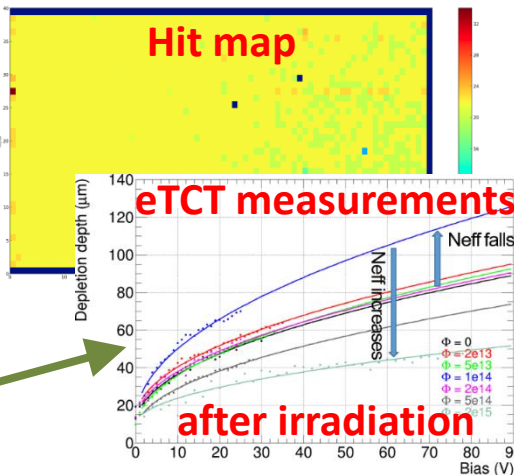 Hit map
eTCT measurements
after irradiation
Depletion depth (μm)
140
120
100
80
60
40
20
0
0 10 20 30 40 50 60 70 80 9
Bias (V)
Neff increases
Neff falls
Φ = 0
Φ = 2e13
Φ = 5e13
Φ = 1e14
Φ = 2e14
Φ = 5e14
Φ = 2e15